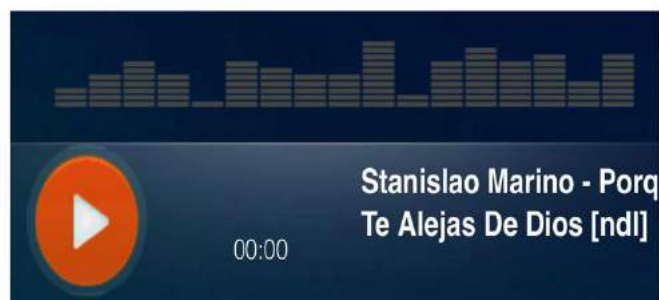 Stanislao Marino - Porq
Te Alejas De Dios [ndl]
00:00